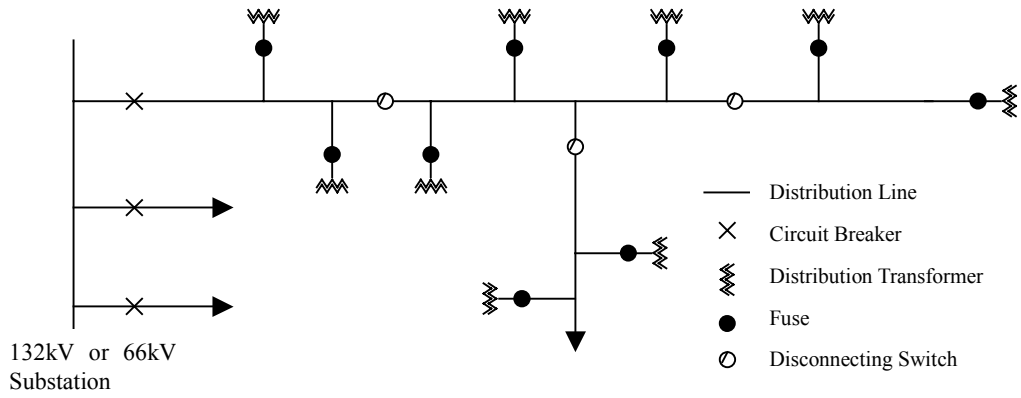 Distribution Line
Circuit Breaker
Distribution Transformer
Fuse
Disconnecting Switch
132kV or 66kV
Substation